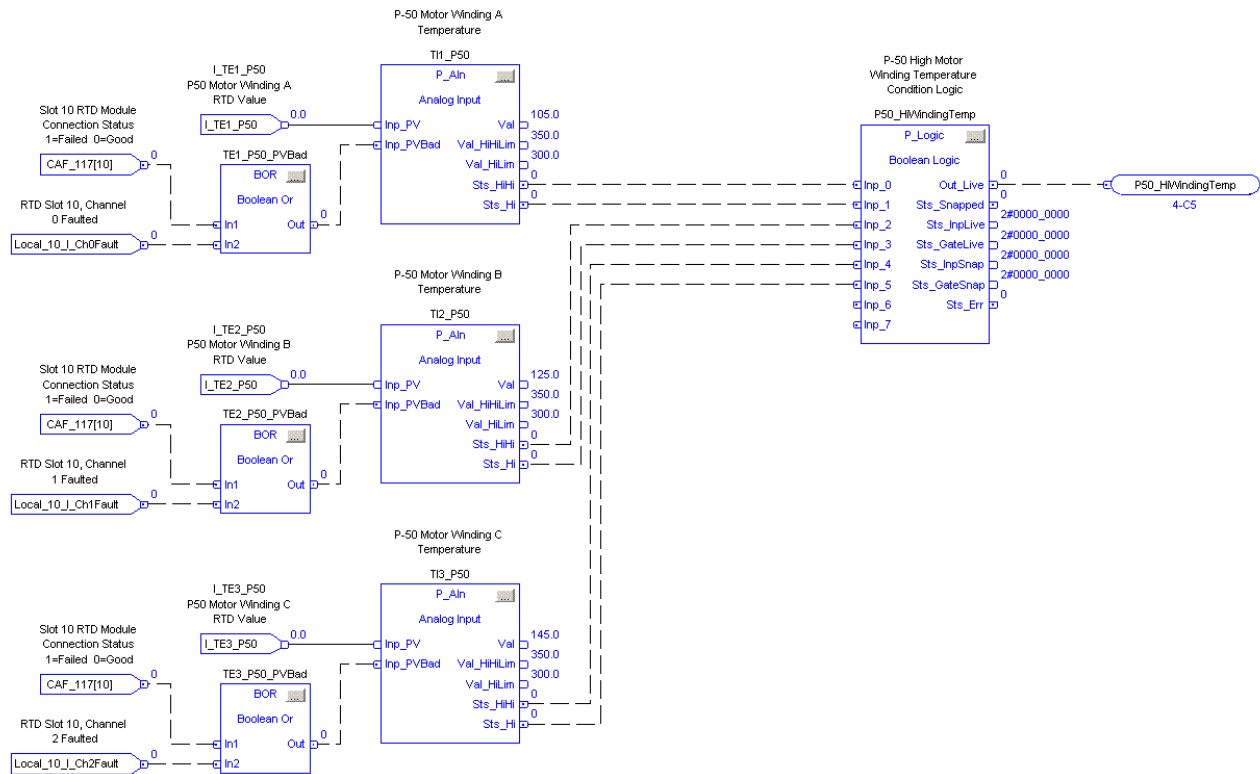 P-50 Motor Winding A
Temperature
TI1_P50
P_AIn
...
Analog Input
Inp_PV
Inp_PVBad
Val
105.0
Val_HiHiLim
350.0
Val_HiLim
300.0
Sts_HiHi
0
Sts_Hi
0
I_TE1_P50
P50 Motor Winding A
RTD Value
I_TE1_P50
0.0
Slot 10 RTD Module
Connection Status
1=Failed 0=Good
CAF_117[10]
0
RTD Slot 10, Channel
0 Faulted
Local_10_I_Ch0Fault
0
TE1_P50_PVBad
BOR
...
Boolean Or
In1
Out
0
In2
P-50 High Motor
Winding Temperature
Condition Logic
P50_HiWindingTemp
P_Logic
...
Boolean Logic
Inp_0
Out_Live
0
Inp_1
Sts_Snapped
0
Inp_2
Sts_InpLive
2#0000_0000
Inp_3
Sts_GateLive
2#0000_0000
Inp_4
Sts_InpSnap
2#0000_0000
Inp_5
Sts_GateSnap
2#0000_0000
Inp_6
Sts_Err
0
Inp_7
P50_HiWindingTemp
4-C5
P-50 Motor Winding B
Temperature
TI2_P50
P_AIn
...
Analog Input
Inp_PV
Inp_PVBad
Val
125.0
Val_HiHiLim
350.0
Val_HiLim
300.0
Sts_HiHi
0
Sts_Hi
0
I_TE2_P50
P50 Motor Winding B
RTD Value
I_TE2_P50
0.0
Slot 10 RTD Module
Connection Status
1=Failed 0=Good
CAF_117[10]
0
RTD Slot 10, Channel
1 Faulted
Local_10_I_Ch1Fault
0
TE2_P50_PVBad
BOR
...
Boolean Or
In1
Out
0
In2
P-50 Motor Winding C
Temperature
TI3_P50
P_AIn
...
Analog Input
Inp_PV
Inp_PVBad
Val
145.0
Val_HiHiLim
350.0
Val_HiLim
300.0
Sts_HiHi
0
Sts_Hi
0
I_TE3_P50
P50 Motor Winding C
RTD Value
I_TE3_P50
0.0
Slot 10 RTD Module
Connection Status
1=Failed 0=Good
CAF_117[10]
0
RTD Slot 10, Channel
2 Faulted
Local_10_I_Ch2Fault
0
TE3_P50_PVBad
BOR
...
Boolean Or
In1
Out
0
In2